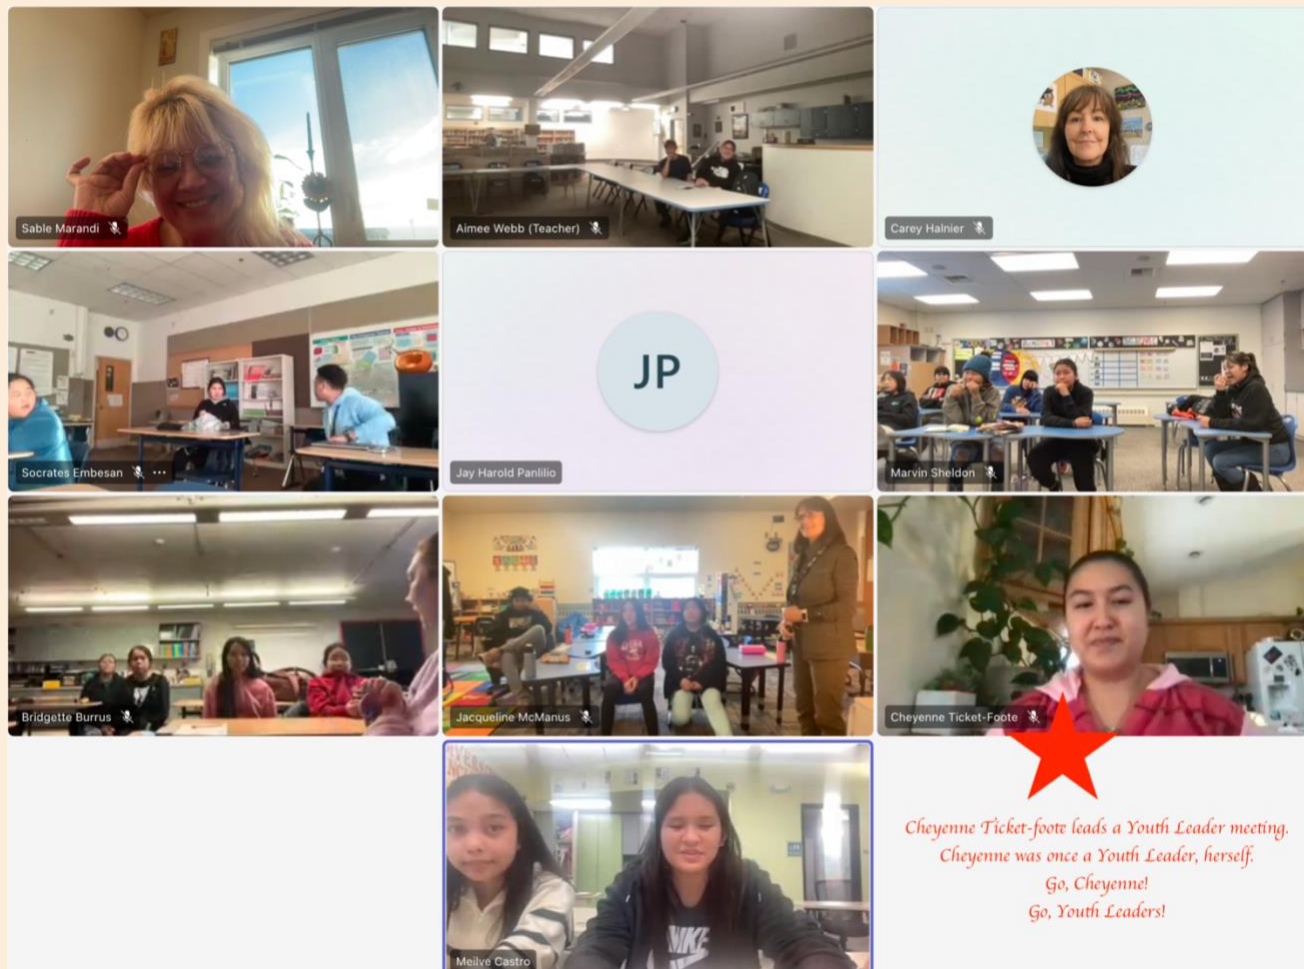 Sable Marandi
Aimee Webb (Teacher)
Carey Halnier
Socrates Embesan
JP
Jay Harold Panlilio
Marvin Sheldon
Bridgette Burrus
Jacqueline McManus
Cheyenne Ticket-Foote
Cheyenne Ticket-foote leads a Youth Leader meeting.
Cheyenne was once a Youth Leader, herself.
Go, Cheyenne!
Go, Youth Leaders!
NIKE
Meilve Castro